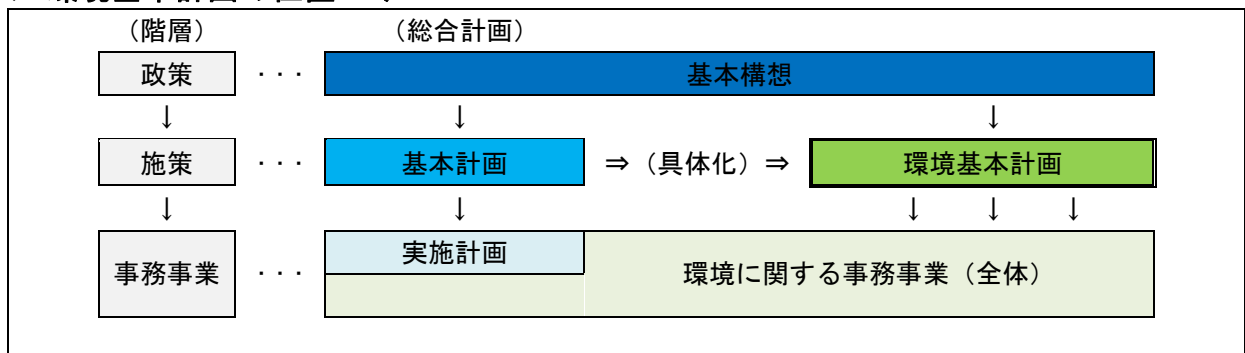 （階層）　（総合計画）
政策　・・・　基本構想
↓　↓　↓
施策　・・・　基本計画　⇒（具体化）⇒　環境基本計画
↓　↓　↓　↓　↓
実施計画
事務事業　・・・　環境に関する事務事業（全体）